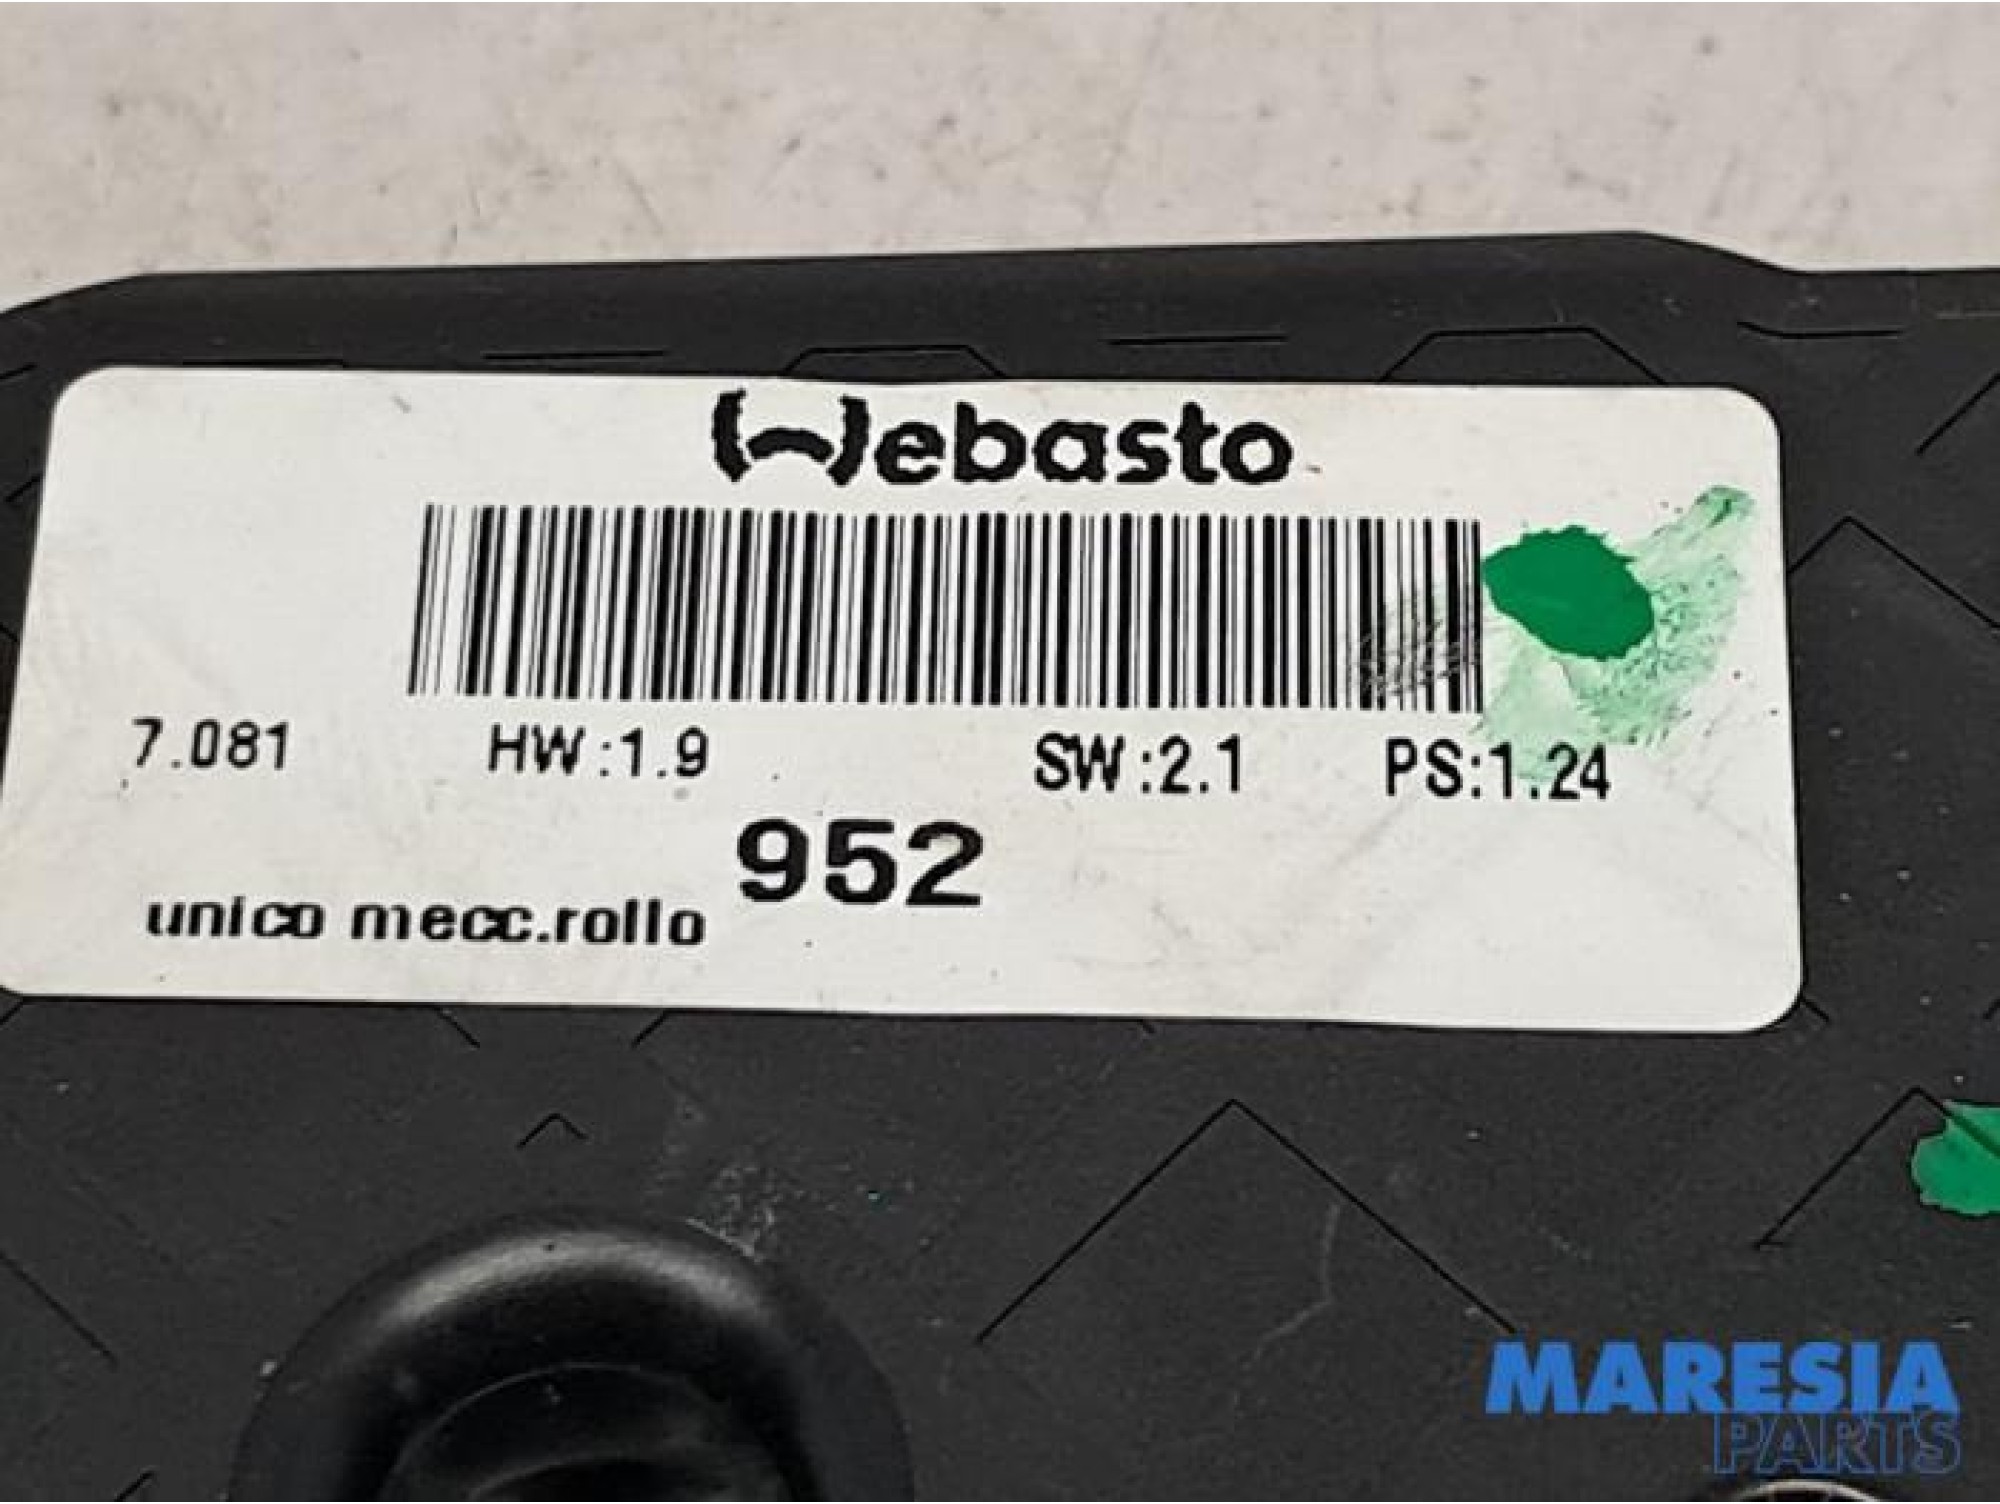 Webasto
7.081 HW:1.9 SW:2.1 PS:1.24
952
unico mecc.rollo
MARESIA
PARTS